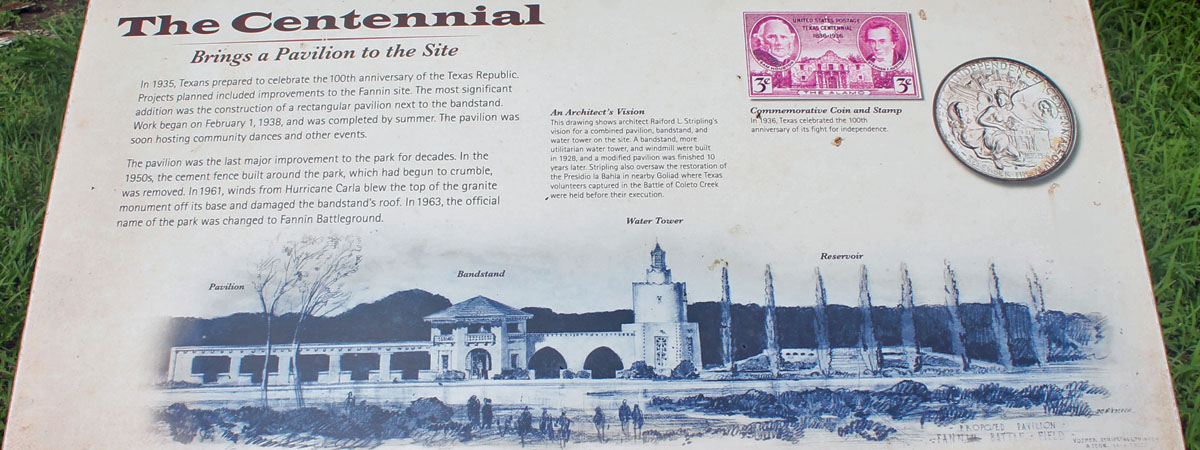 The Centennial
Brings a Pavilion to the Site
In 1935, Texans prepared to celebrate the 100th anniversary of the Texas Republic.
Projects planned included improvements to the Fannin site. The most significant
addition was the construction of a rectangular pavilion next to the bandstand.
Work began on February 1, 1938, and was completed by summer. The pavilion was
soon hosting community dances and other events.
The pavilion was the last major improvement to the park for decades. In the
1950s, the cement fence built around the park, which had begun to crumble,
was removed. In 1961, winds from Hurricane Carla blew the top of the granite
monument off its base and damaged the bandstand's roof. In 1963, the official
name of the park was changed to Fannin Battleground.
An Architect's Vision
This drawing shows architect Raiford L. Stripling's
vision for a combined pavilion, bandstand, and
water tower on the site. A bandstand, more
utilitarian water tower, and windmill were built
in 1928, and a modified pavilion was finished 10
years later. Stripling also oversaw the restoration of
the Presidio la Bahia in nearby Goliad where Texas
volunteers captured in the Battle of Coleto Creek
were held before their execution.
UNITED STATES POSTAGE
TEXAS CENTENNIAL
1836-1936
3c
3c
THE ALAMO
Commemorative Coin and Stamp
In 1936, Texas celebrated the 100th
anniversary of its fight for independence.
Water Tower
Reservoir
Bandstand
Pavilion
PROPOSED PAVILION
FANNIN BATTLE FIELD